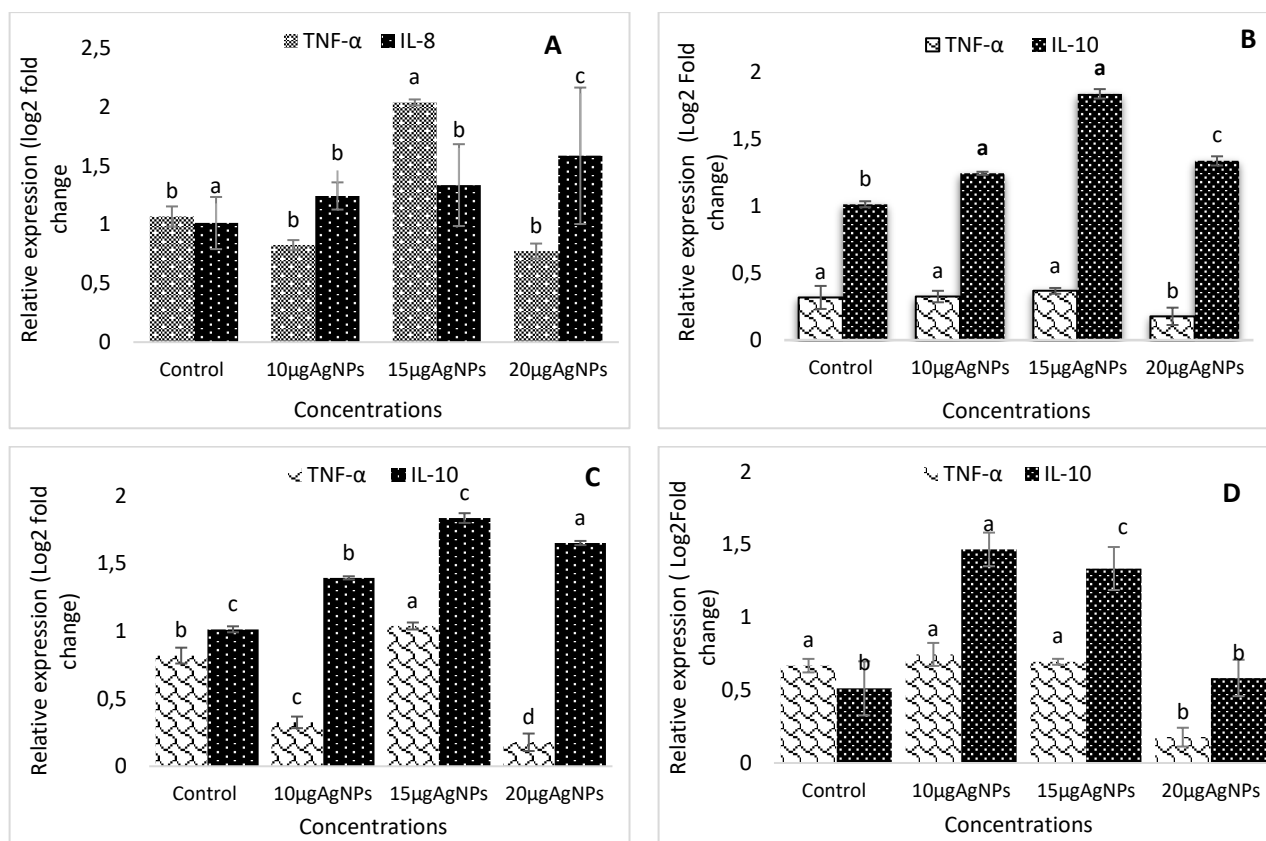 TNF-α IL-8
A
Relative expression (log2 fold
change
2,5
2
1,5
1
0,5
0
b a b b a b b c
Control 10µgAgNPs 15µgAgNPs 20µgAgNPs
Concentrations
TNF-α IL-10
B
Relative expression (Log2 Fold
change)
2
1,5
1
0,5
0
a b a a a a b c
Control 10µgAgNPs 15µgAgNPs 20µgAgNPs
Concentrations
TNF-α IL-10
C
Relative expression (Log2 fold
change)
2
1,5
1
0,5
0
b c c b a c d a
Control 10µgAgNPs 15µgAgNPs 20µgAgNPs
Concentrations
TNF-α IL-10
D
Relative expression ( Log2Fold
change)
2
1,5
1
0,5
0
a b a a a c b b
Control 10µgAgNPs 15µgAgNPs 20µgAgNPs
Concentrations